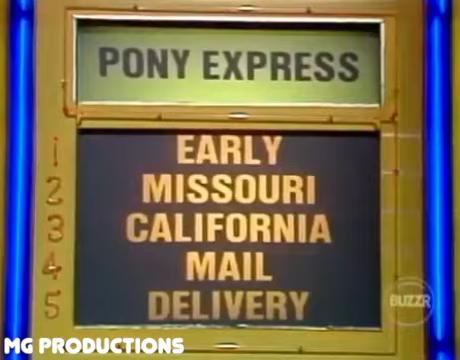 PONY EXPRESS
1 EARLY
2 MISSOURI
3 CALIFORNIA
4 MAIL
5 DELIVERY
BUZZR
MG PRODUCTIONS